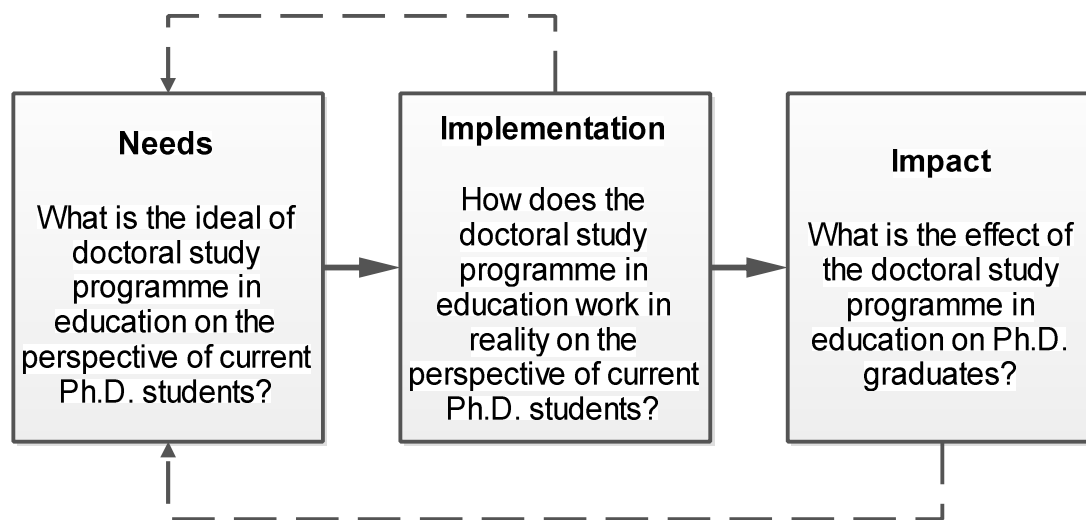 Needs
What is the ideal of
doctoral study
programme in
education on the
perspective of current
Ph.D. students?
Implementation
How does the
doctoral study
programme in
education work in
reality on the
perspective of current
Ph.D. students?
Impact
What is the effect of
the doctoral study
programme in
education on Ph.D.
graduates?